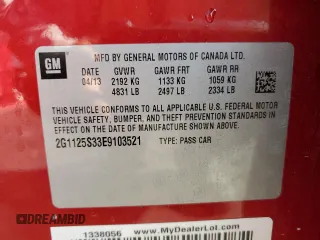 MFD BY GENERAL MOTORS OF CANADA LTD.
GM
DATE GVWR GAWR FRT GAWR RR
04/13 2192 KG 1133 KG 1059 KG
4831 LB 2497 LB 2334 LB
THIS VEHICLE CONFORMS TO ALL APPLICABLE U.S. FEDERAL MOTOR
VEHICLE SAFETY, BUMPER, AND THEFT PREVENTION STANDARDS IN
EFFECT ON THE DATE OF MANUFACTURE SHOWN ABOVE.
2G1125S33E9103521 TYPE: PASS CAR
1338056
www.MyDealerLot.com
DREAMBID